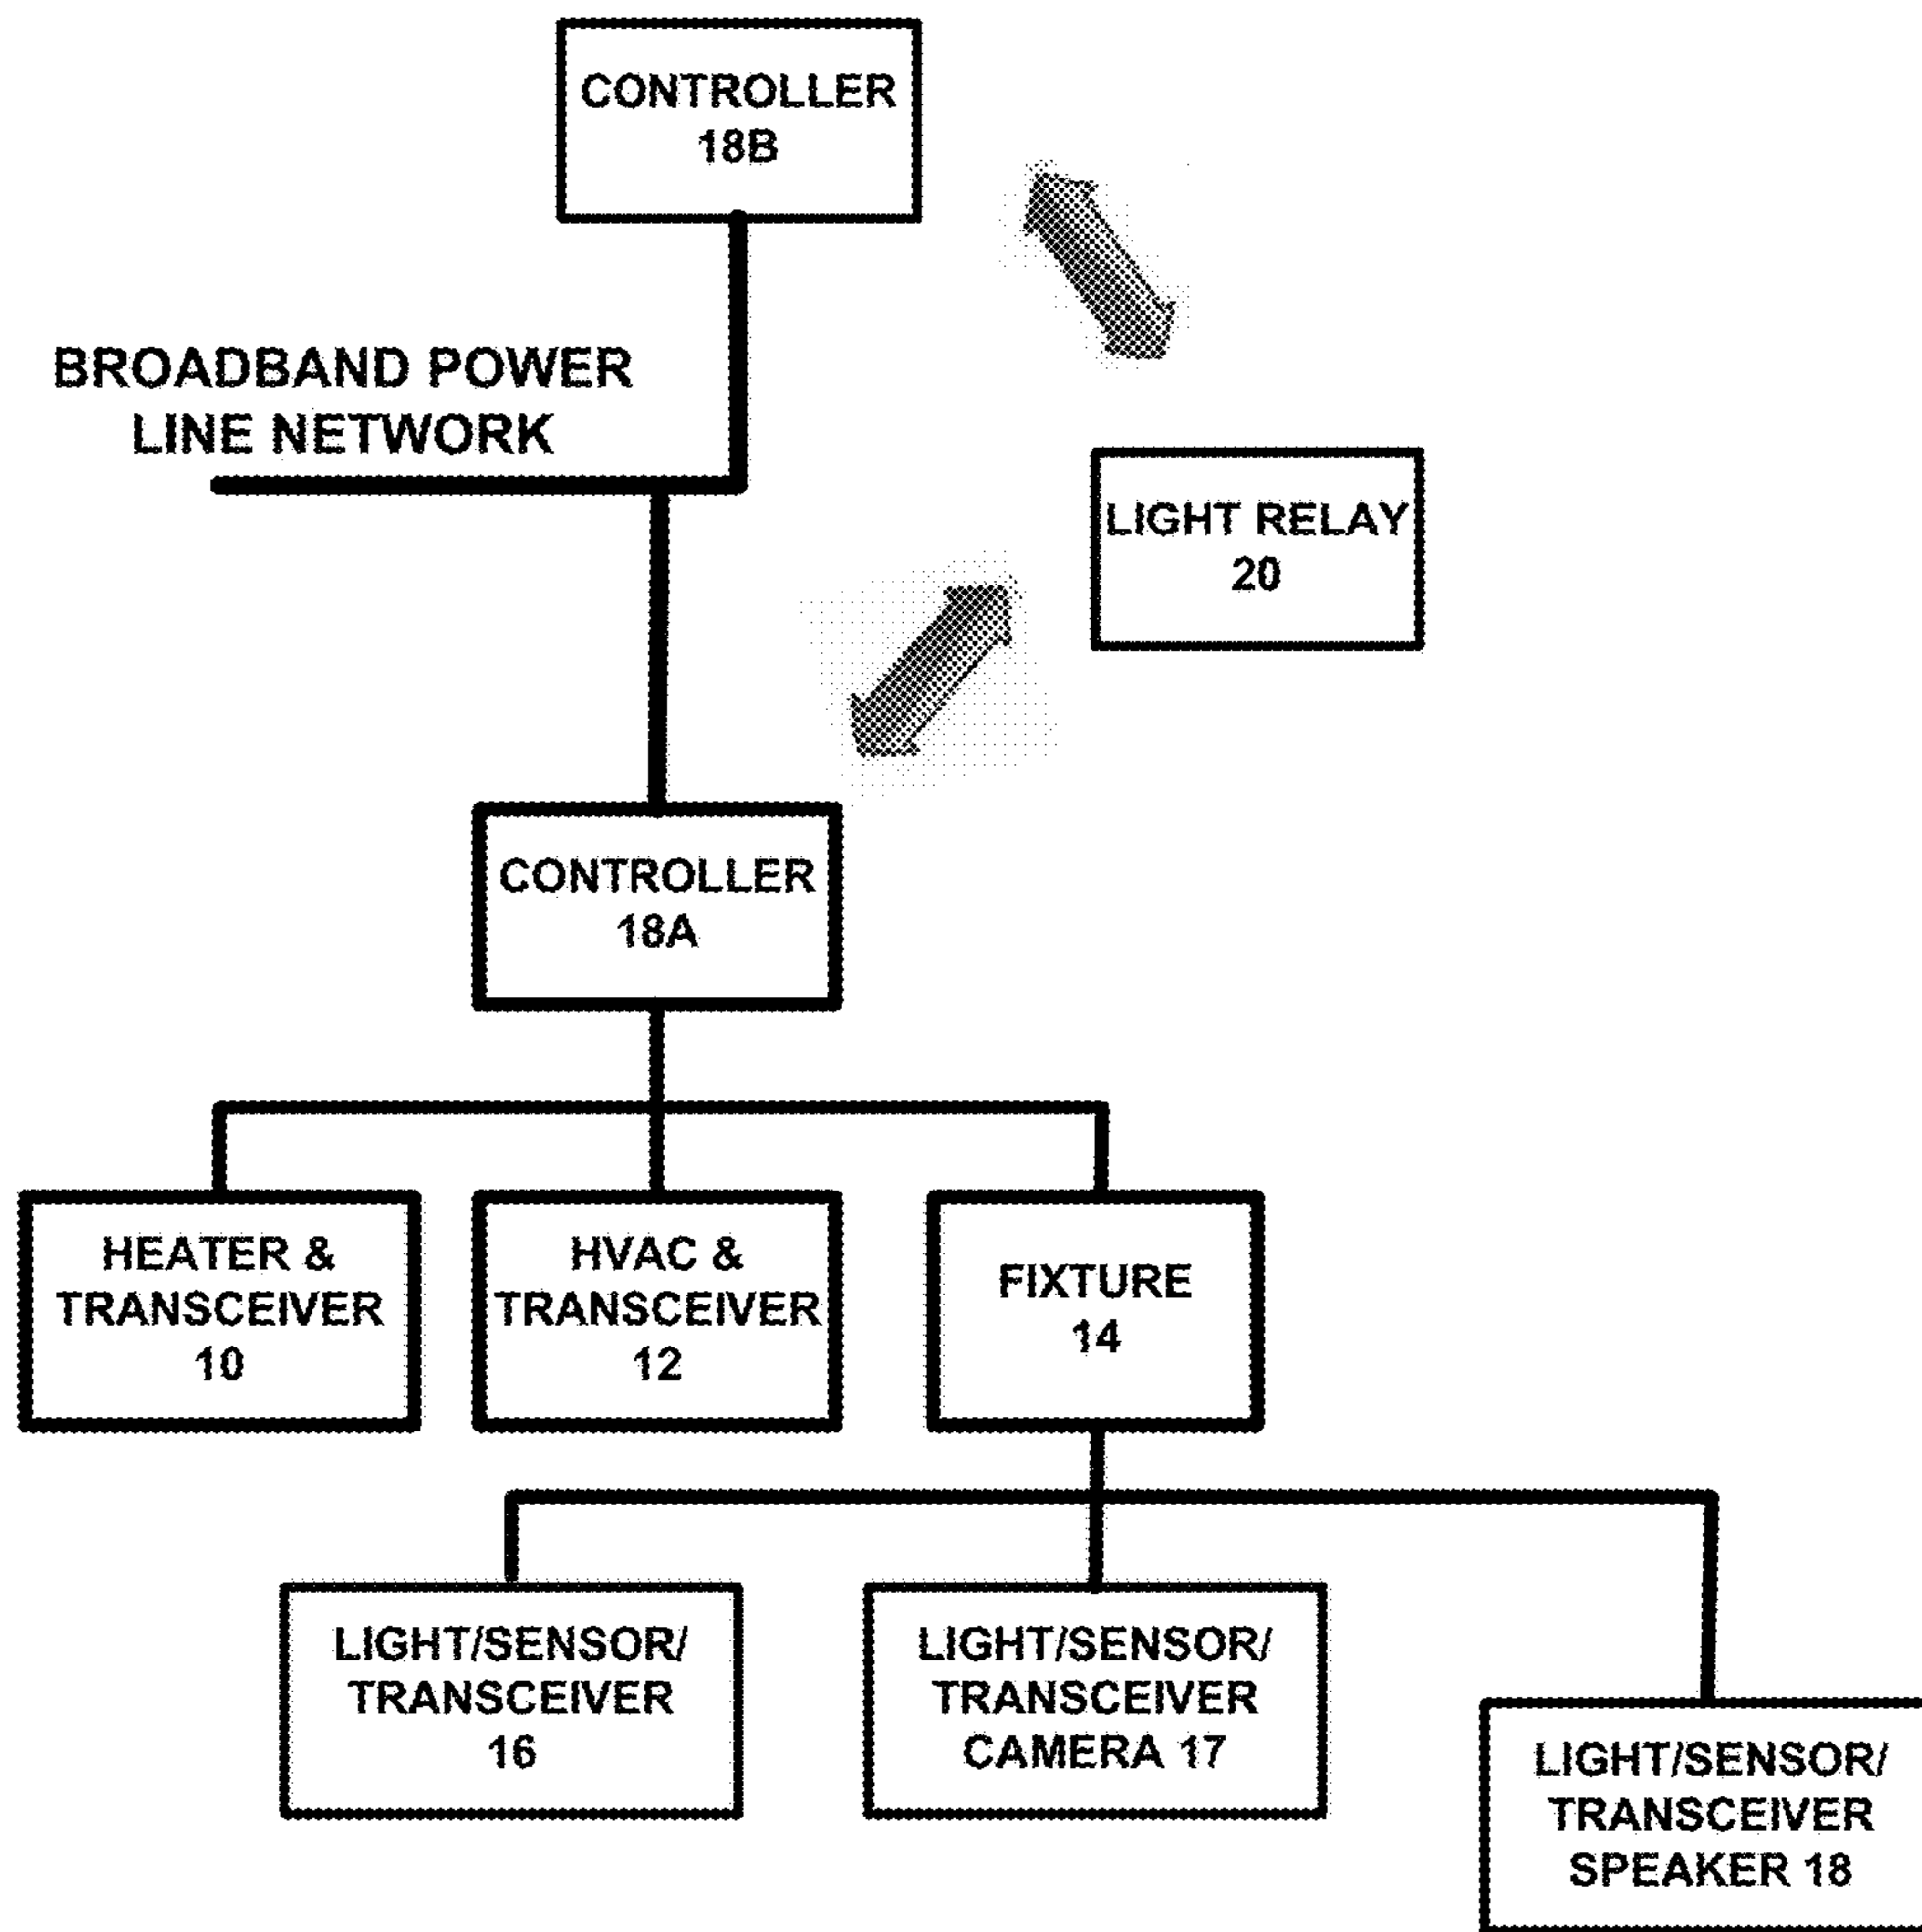 CONTROLLER
18B
BROADBAND POWER
LINE NETWORK
LIGHT RELAY
20
CONTROLLER
18A
HEATER &
TRANSCEIVER
10
HVAC &
TRANSCEIVER
12
FIXTURE
14
LIGHT/SENSOR/
TRANSCEIVER
16
LIGHT/SENSOR/
TRANSCEIVER
CAMERA 17
LIGHT/SENSOR/
TRANSCEIVER
SPEAKER 18